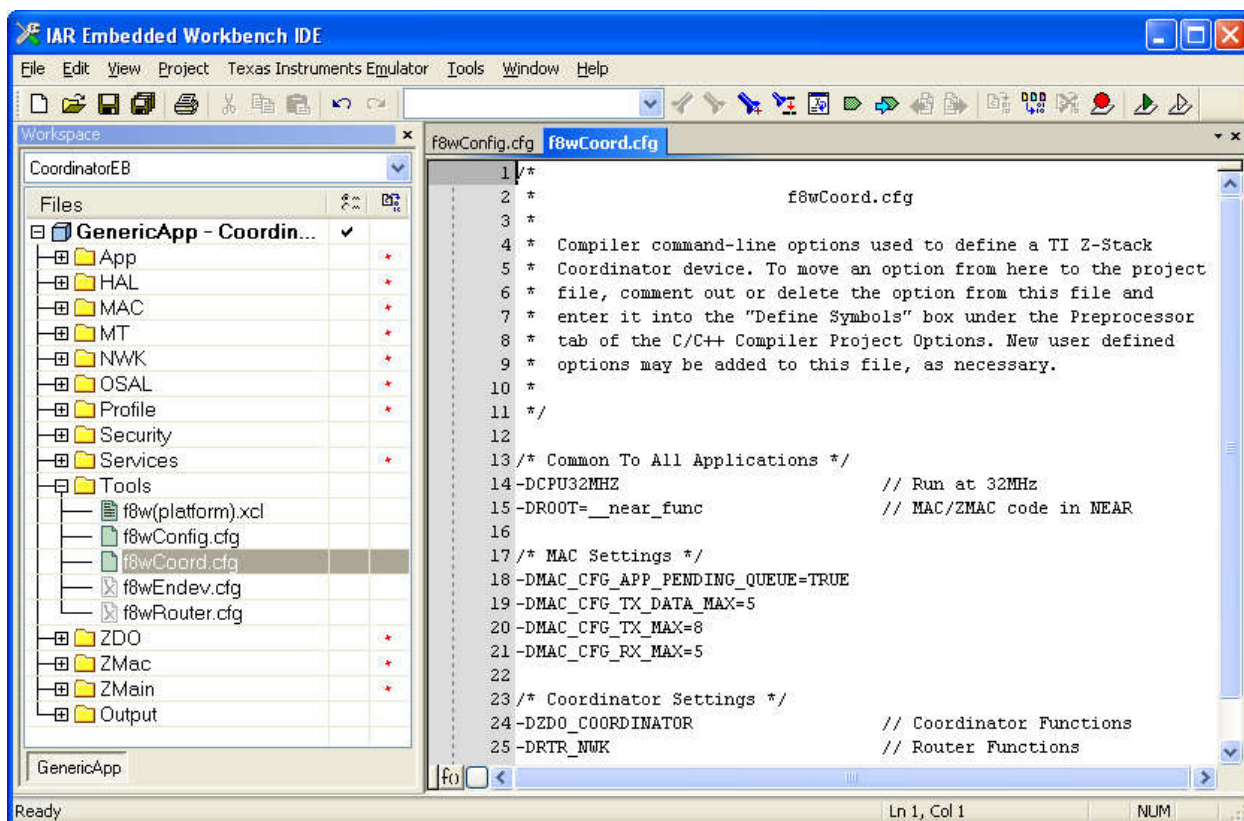 IAR Embedded Workbench IDE
File Edit View Project Texas Instruments Emulator Tools Window Help
Workspace
CoordinatorEB
Files
GenericApp - Coordin...
App
HAL
MAC
MT
NWK
OSAL
Profile
Security
Services
Tools
f8w(platform).xcl
f8wConfig.cfg
f8wCoord.cfg
f8wEndev.cfg
f8wRouter.cfg
ZDO
ZMac
ZMain
Output
GenericApp
f8wConfig.cfg f8wCoord.cfg
1 /*
2 * f8wCoord.cfg
3 *
4 * Compiler command-line options used to define a TI Z-Stack
5 * Coordinator device. To move an option from here to the project
6 * file, comment out or delete the option from this file and
7 * enter it into the "Define Symbols" box under the Preprocessor
8 * tab of the C/C++ Compiler Project Options. New user defined
9 * options may be added to this file, as necessary.
10 *
11 */
12
13 /* Common To All Applications */
14 -DCPU32MHZ // Run at 32MHz
15 -DROOT=__near_func // MAC/ZMAC code in NEAR
16
17 /* MAC Settings */
18 -DMAC_CFG_APP_PENDING_QUEUE=TRUE
19 -DMAC_CFG_TX_DATA_MAX=5
20 -DMAC_CFG_TX_MAX=8
21 -DMAC_CFG_RX_MAX=5
22
23 /* Coordinator Settings */
24 -DZDO_COORDINATOR // Coordinator Functions
25 -DRTR_NWK // Router Functions
f()
Ready Ln 1, Col 1 NUM